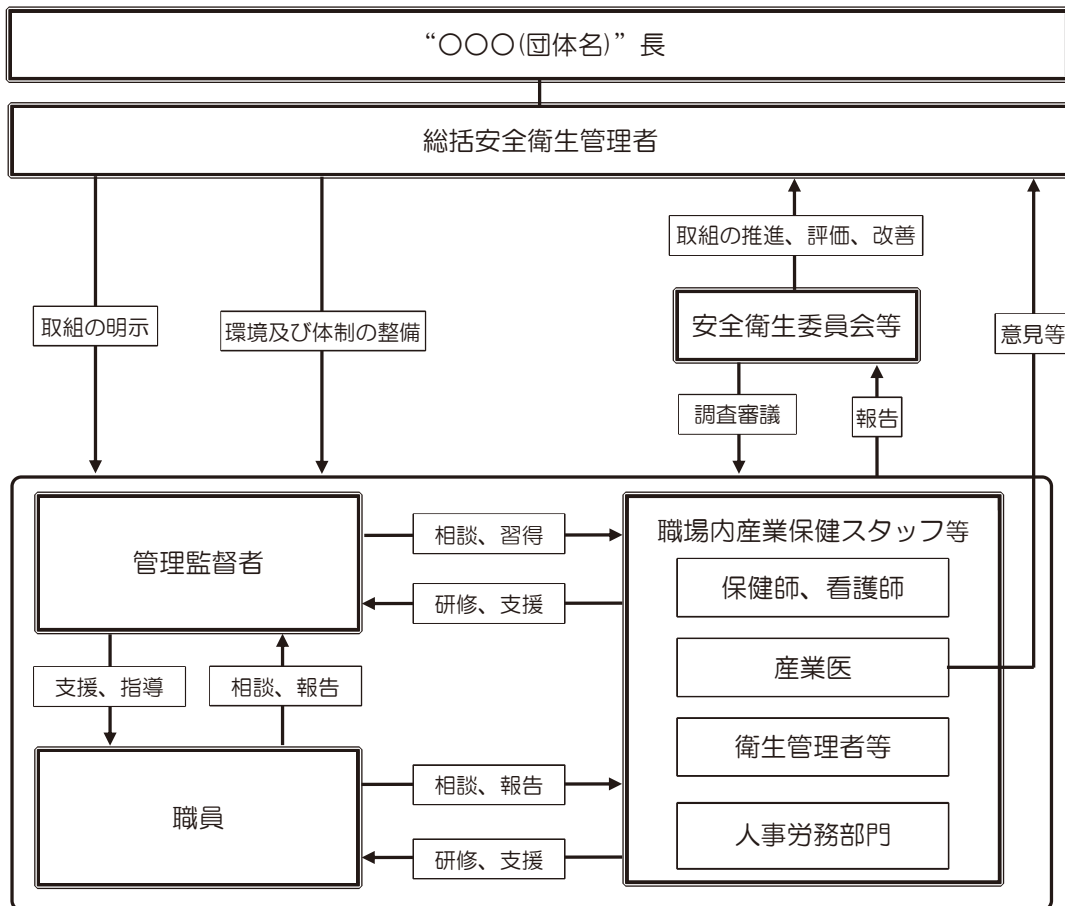 “○○○(団体名)”長
総括安全衛生管理者
取組の推進、評価、改善
取組の明示
環境及び体制の整備
安全衛生委員会等
意見等
調査審議
報告
管理監督者
相談、習得
研修、支援
職場内産業保健スタッフ等
保健師、看護師
産業医
衛生管理者等
人事労務部門
支援、指導
相談、報告
職員
相談、報告
研修、支援